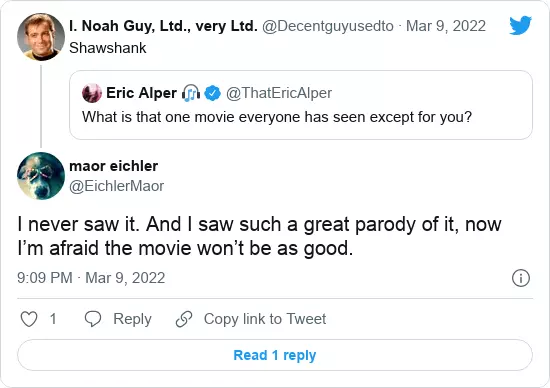 I. Noah Guy, Ltd., very Ltd. @Decentguyusedto · Mar 9, 2022
Shawshank
Eric Alper @ThatEricAlper
What is that one movie everyone has seen except for you?
maor eichler
@EichlerMaor
I never saw it. And I saw such a great parody of it, now
I’m afraid the movie won’t be as good.
9:09 PM · Mar 9, 2022
1 Reply Copy link to Tweet
Read 1 reply